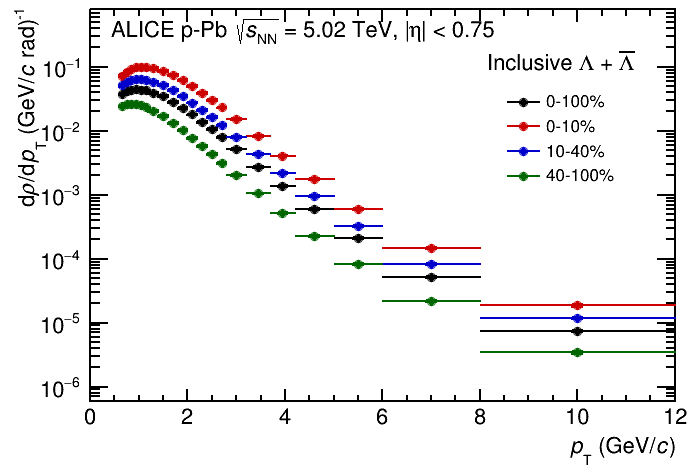 ALICE p-Pb √s_NN = 5.02 TeV, |η| < 0.75
Inclusive Λ + Λ̅
0-100%
0-10%
10-40%
40-100%
dρ/dp_T (GeV/c rad)⁻¹
10⁻¹
10⁻²
10⁻³
10⁻⁴
10⁻⁵
10⁻⁶
0 2 4 6 8 10 12
p_T (GeV/c)